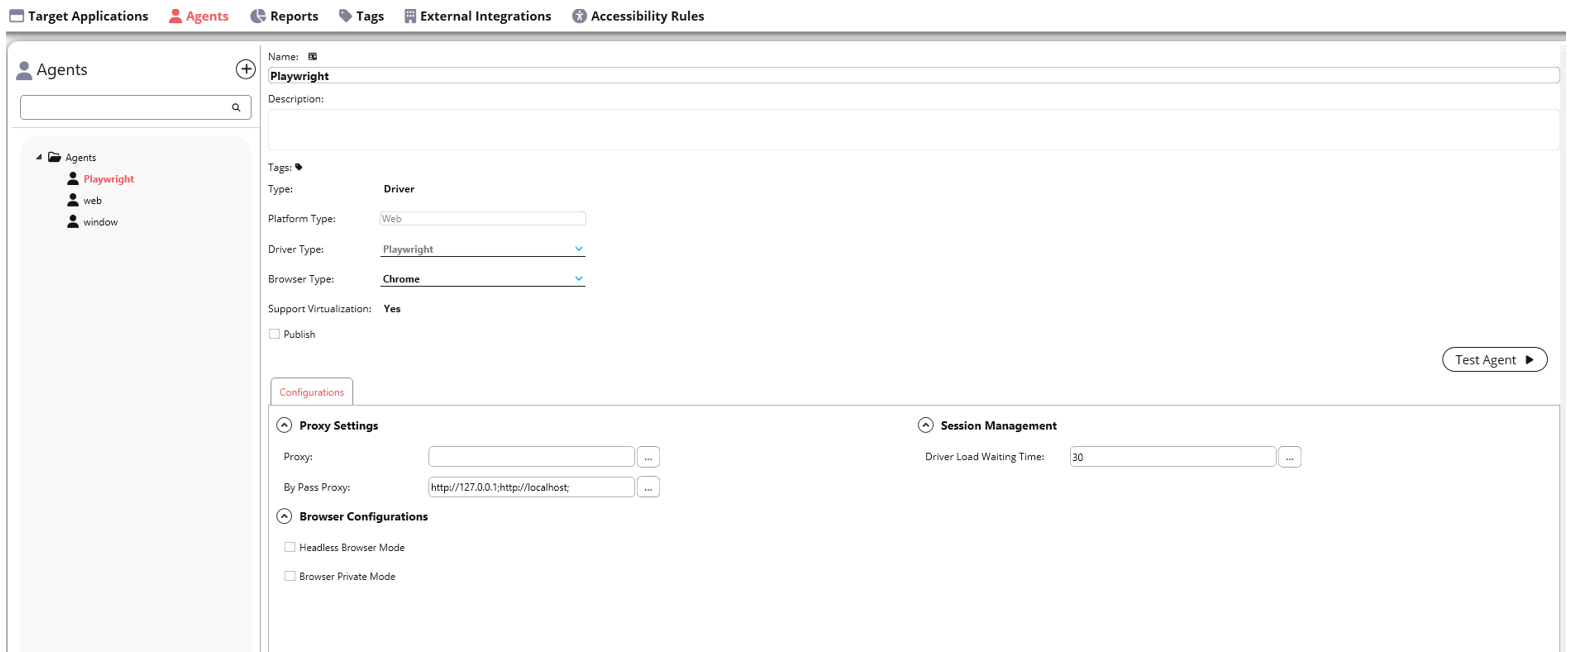 Target Applications Agents Reports Tags External Integrations Accessibility Rules
Agents
Agents
Playwright
web
window
Name:
Playwright
Description:
Tags:
Type: Driver
Platform Type: Web
Driver Type: Playwright
Browser Type: Chrome
Support Virtualization: Yes
Publish
Test Agent
Configurations
Proxy Settings
Proxy: ...
By Pass Proxy: http://127.0.0.1;http://localhost; ...
Browser Configurations
Headless Browser Mode
Browser Private Mode
Session Management
Driver Load Waiting Time: 30 ...